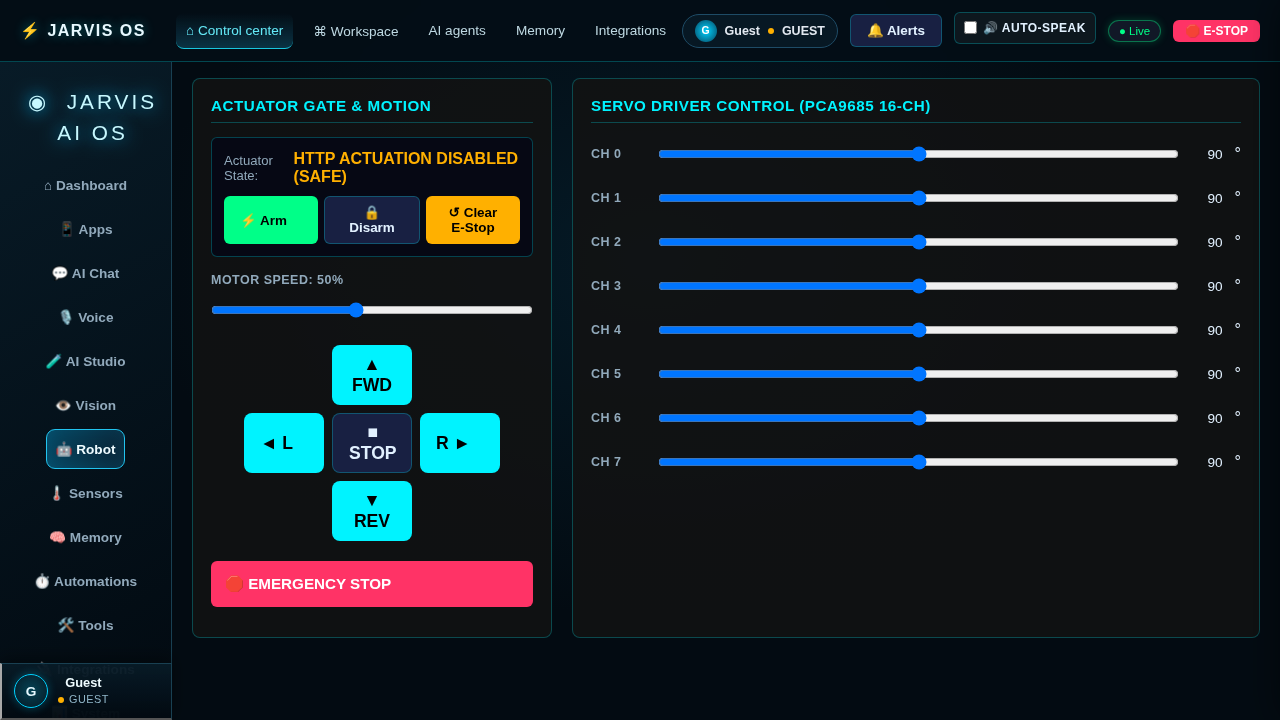 ⚡ JARVIS OS
⌂ Control center
⌘ Workspace
AI agents
Memory
Integrations
G Guest GUEST
🔔 Alerts
🔊 AUTO-SPEAK
● Live
🛑 E-STOP
◉ JARVIS
AI OS
⌂ Dashboard
📱 Apps
💬 AI Chat
🎙️ Voice
🧪 AI Studio
👁️ Vision
🤖 Robot
🌡️ Sensors
🧠 Memory
⏱️ Automations
🛠️ Tools
Integrations
G
Guest
GUEST
ACTUATOR GATE & MOTION
Actuator
State:
HTTP ACTUATION DISABLED
(SAFE)
⚡ Arm
🔒
Disarm
↺ Clear
E-Stop
MOTOR SPEED: 50%
▲
FWD
◄ L
■
STOP
R ►
▼
REV
🛑 EMERGENCY STOP
SERVO DRIVER CONTROL (PCA9685 16-CH)
CH 0 90 °
CH 1 90 °
CH 2 90 °
CH 3 90 °
CH 4 90 °
CH 5 90 °
CH 6 90 °
CH 7 90 °